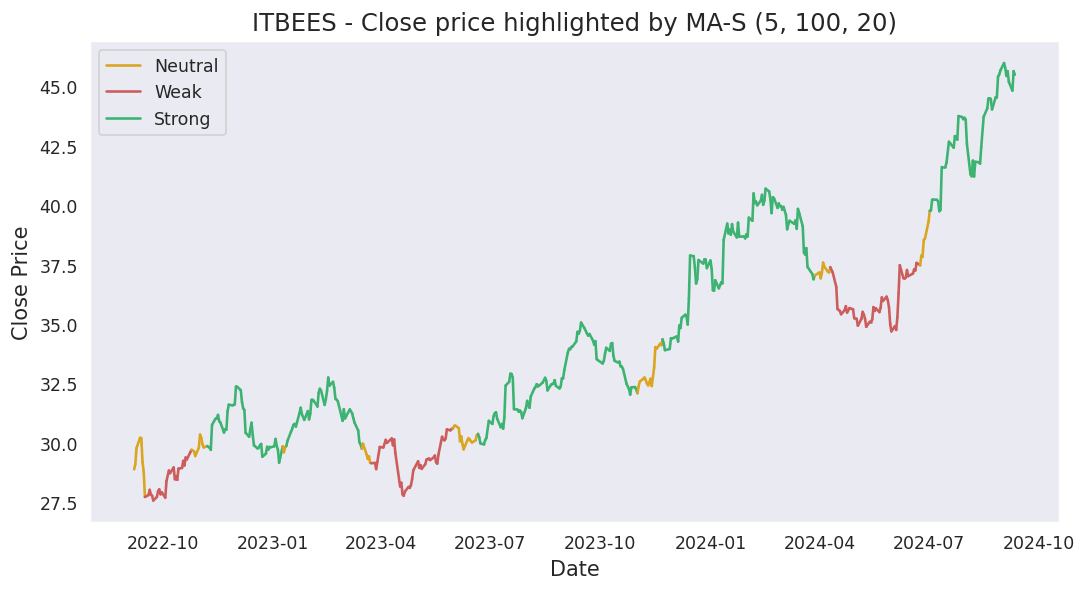 ITBEES - Close price highlighted by MA-S (5, 100, 20)
Neutral
Weak
Strong
Close Price
45.0
42.5
40.0
37.5
35.0
32.5
30.0
27.5
2022-10 2023-01 2023-04 2023-07 2023-10 2024-01 2024-04 2024-07 2024-10
Date